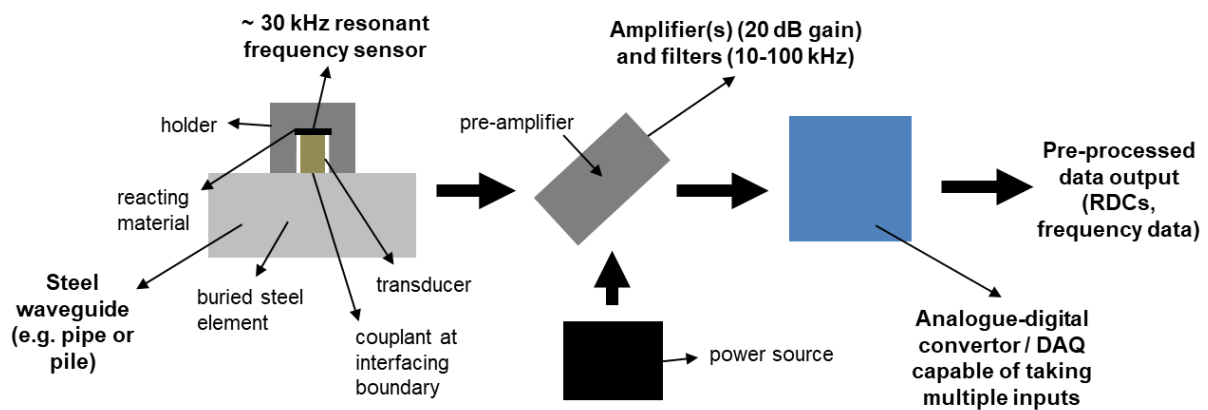 ~ 30 kHz resonant
frequency sensor
holder
reacting
material
Steel
waveguide
(e.g. pipe or
pile)
buried steel
element
couplant at
interfacing
boundary
transducer
Amplifier(s) (20 dB gain)
and filters (10-100 kHz)
pre-amplifier
power source
Analogue-digital
convertor / DAQ
capable of taking
multiple inputs
Pre-processed
data output
(RDCs,
frequency data)